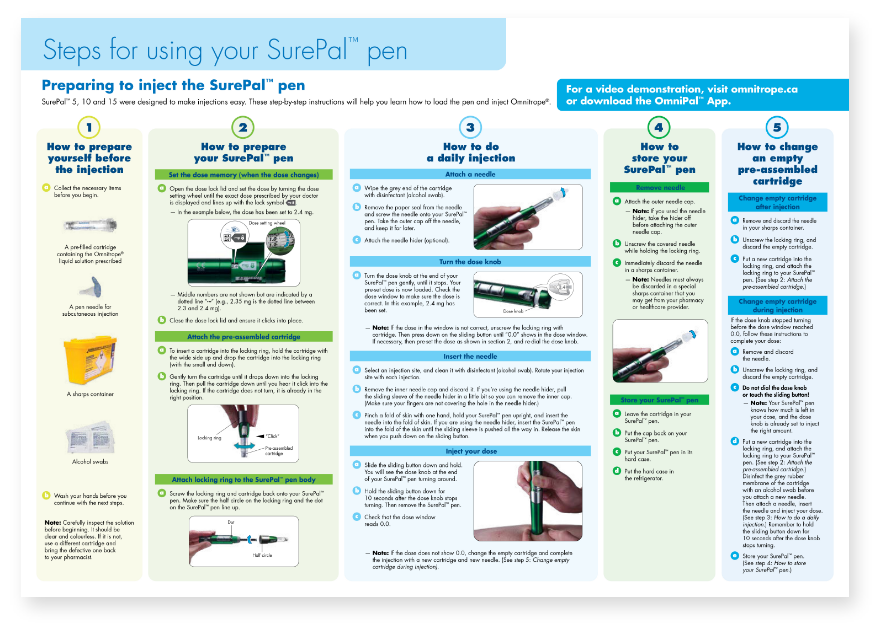 Steps for using your SurePal™ pen
Preparing to inject the SurePal™ pen
SurePal™ 5, 10 and 15 were designed to make injections easy. These step-by-step instructions will help you learn how to load the pen and inject Omnitrope®.
For a video demonstration, visit omnitrope.ca
or download the OmniPal™ App.
1
How to prepare
yourself before
the injection
a Collect the necessary items
before you begin.
A pre-filled cartridge
containing the Omnitrope®
liquid solution prescribed
A pen needle for
subcutaneous injection
A sharps container
Alcohol swabs
b Wash your hands before you
continue with the next steps.
Note: Carefully inspect the solution
before beginning. It should be
clear and colourless. If it is not,
use a different cartridge and
bring the defective one back
to your pharmacist.
2
How to prepare
your SurePal™ pen
Set the dose memory (when the dose changes)
a Open the dose lock lid and set the dose by turning the dose
setting wheel until the exact dose prescribed by your doctor
is displayed and lines up with the lock symbol
— In the example below, the dose has been set to 2.4 mg.
Dose setting wheel
— Middle numbers are not shown but are indicated by a
dotted line "–" (e.g., 2.35 mg is the dotted line between
2.3 and 2.4 mg).
b Close the dose lock lid and ensure it clicks into place.
Attach the pre-assembled cartridge
a To insert a cartridge into the locking ring, hold the cartridge with
the wide side up and drop the cartridge into the locking ring
(with the small end down).
b Gently turn the cartridge until it drops down into the locking
ring. Then pull the cartridge down until you hear it click into the
locking ring. If the cartridge does not turn, it is already in the
right position.
Locking ring
"Click"
Pre-assembled
cartridge
Attach locking ring to the SurePal™ pen body
a Screw the locking ring and cartridge back onto your SurePal™
pen. Make sure the half circle on the locking ring and the dot
on the SurePal™ pen line up.
Dot
Half circle
3
How to do
a daily injection
Attach a needle
a Wipe the grey end of the cartridge
with disinfectant (alcohol swab).
b Remove the paper seal from the needle
and screw the needle onto your SurePal™
pen. Take the outer cap off the needle,
and keep it for later.
c Attach the needle hider (optional).
Turn the dose knob
a Turn the dose knob at the end of your
SurePal™ pen gently, until it stops. Your
pre-set dose is now loaded. Check the
dose window to make sure the dose is
correct. In this example, 2.4 mg has
been set.
Dose knob
— Note: If the dose in the window is not correct, unscrew the locking ring with
cartridge. Then press down on the sliding button until "0.0" shows in the dose window.
If necessary, then preset the dose as shown in section 2, and redial the dose knob.
Insert the needle
a Select an injection site, and clean it with disinfectant (alcohol swab). Rotate your injection
site with each injection.
b Remove the inner needle cap and discard it. If you're using the needle hider, pull
the sliding sleeve of the needle hider in a little bit so you can remove the inner cap.
(Make sure your fingers are not covering the hole in the needle hider.)
c Pinch a fold of skin with one hand, hold your SurePal™ pen upright, and insert the
needle into the fold of skin. If you are using the needle hider, insert the SurePal™ pen
into the fold of the skin until the sliding sleeve is pushed all the way in. Release the skin
when you push down on the sliding button.
Inject your dose
a Slide the sliding button down and hold.
You will see the dose knob at the end
of your SurePal™ pen turning around.
b Hold the sliding button down for
10 seconds after the dose knob stops
turning. Then remove the SurePal™ pen.
c Check that the dose window
reads 0.0.
— Note: If the dose does not show 0.0, change the empty cartridge and complete
the injection with a new cartridge and new needle. (See step 5: Change empty
cartridge during injection).
4
How to
store your
SurePal™ pen
Remove needle
a Attach the outer needle cap.
— Note: If you used the needle
hider, take the hider off
before attaching the outer
needle cap.
b Unscrew the covered needle
while holding the locking ring.
c Immediately discard the needle
in a sharps container.
— Note: Needles must always
be discarded in a special
sharps container that you
may get from your pharmacy
or healthcare provider.
Store your SurePal™ pen
a Leave the cartridge in your
SurePal™ pen.
b Put the cap back on your
SurePal™ pen.
c Put your SurePal™ pen in its
hard case.
d Put the hard case in
the refrigerator.
5
How to change
an empty
pre-assembled
cartridge
Change empty cartridge
after injection
a Remove and discard the needle
in your sharps container.
b Unscrew the locking ring, and
discard the empty cartridge.
c Put a new cartridge into the
locking ring, and attach the
locking ring to your SurePal™
pen. (See step 2: Attach the
pre-assembled cartridge.)
Change empty cartridge
during injection
If the dose knob stopped turning
before the dose window reached
0.0, follow these instructions to
complete your dose:
a Remove and discard
the needle.
b Unscrew the locking ring, and
discard the empty cartridge.
c Do not dial the dose knob
or touch the sliding button!
— Note: Your SurePal™ pen
knows how much is left in
your dose, and the dose
knob is already set to inject
the right amount.
d Put a new cartridge into the
locking ring, and attach the
locking ring to your SurePal™
pen. (See step 2: Attach the
pre-assembled cartridge.)
Disinfect the grey rubber
membrane of the cartridge
with an alcohol swab before
you attach a new needle.
Then attach a needle, insert
the needle and inject your dose.
(See step 3: How to do a daily
injection.) Remember to hold
the sliding button down for
10 seconds after the dose knob
stops turning.
e Store your SurePal™ pen.
(See step 4: How to store
your SurePal™ pen.)